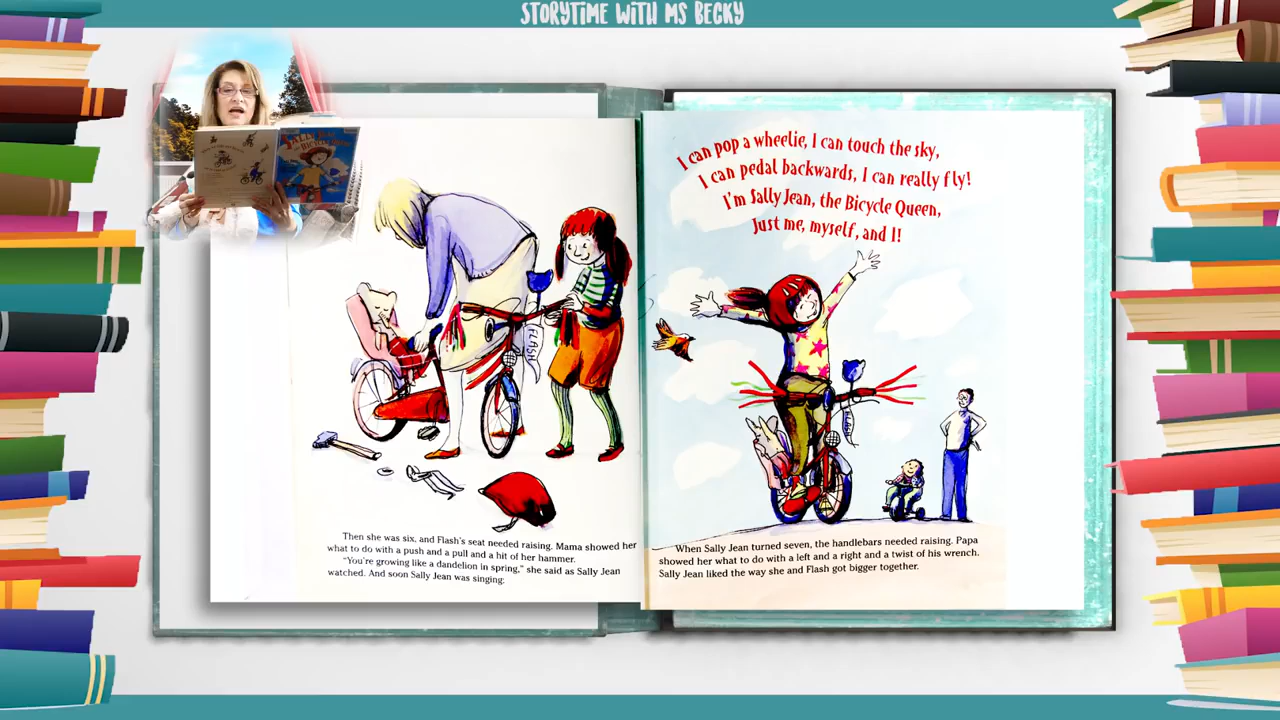 STORYTIME WITH MS BECKY
SALLY JEAN,
FLASH
Then she was six, and Flash's seat needed raising. Mama showed her
what to do with a push and a pull and a hit of her hammer.
"You're growing like a dandelion in spring," she said as Sally Jean
watched. And soon Sally Jean was singing:
I can pop a wheelie, I can touch the sky,
I can pedal backwards, I can really fly!
I'm Sally Jean, the Bicycle Queen,
Just me, myself, and I!
When Sally Jean turned seven, the handlebars needed raising. Papa
showed her what to do with a left and a right and a twist of his wrench.
Sally Jean liked the way she and Flash got bigger together.